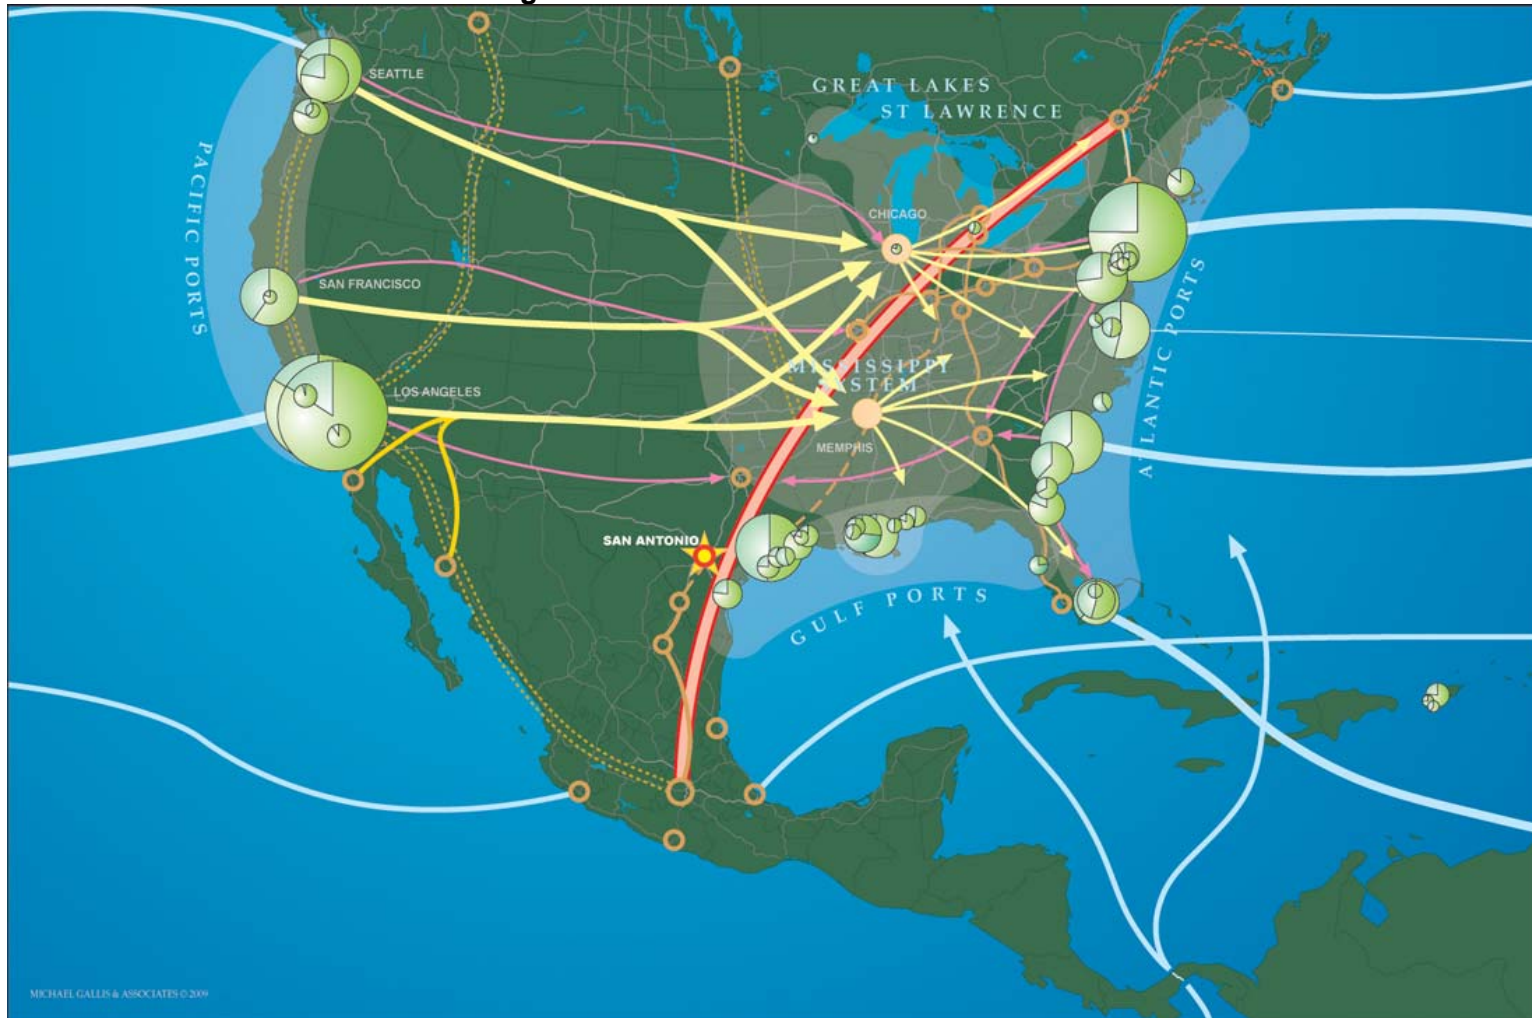 SEATTLE
GREAT LAKES
ST LAWRENCE
PACIFIC PORTS
CHICAGO
SAN FRANCISCO
MISSISSIPPY
SYSTEM
LOS ANGELES
MEMPHIS
ATLANTIC PORTS
SAN ANTONIO
GULF PORTS
MICHAEL GALLIS & ASSOCIATES © 2009